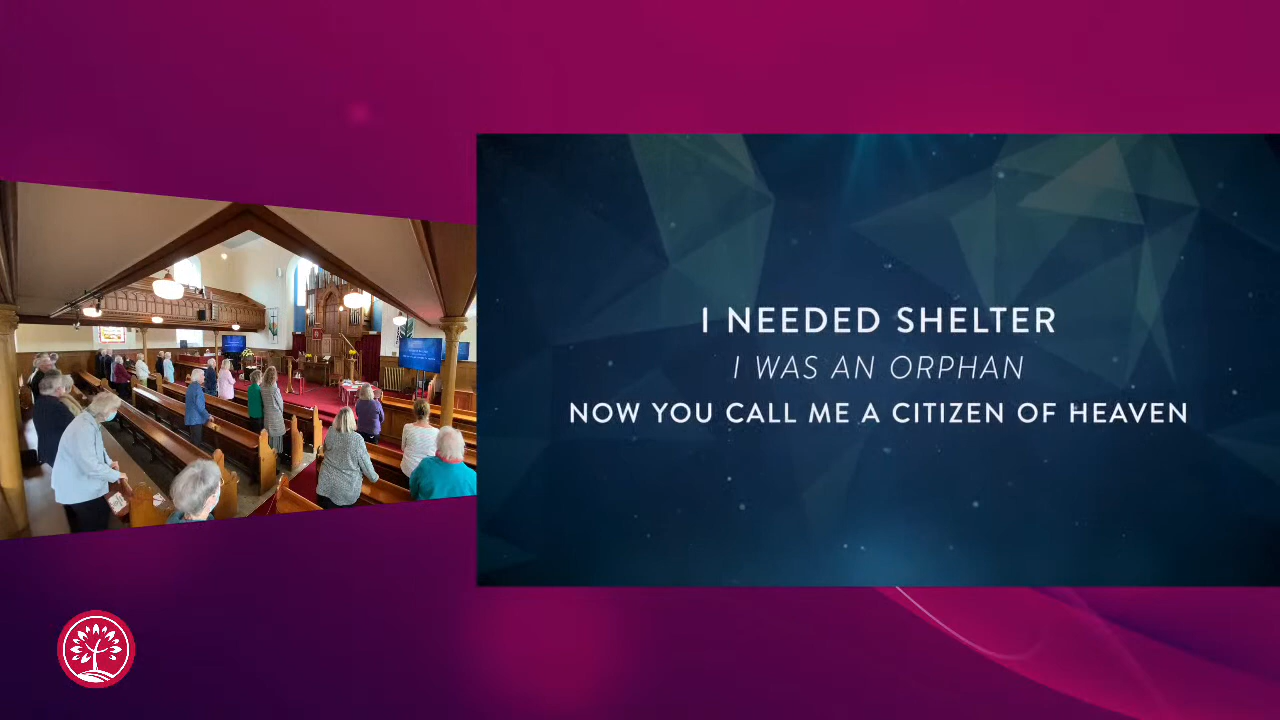 I NEEDED SHELTER
I WAS AN ORPHAN
NOW YOU CALL ME A CITIZEN OF HEAVEN